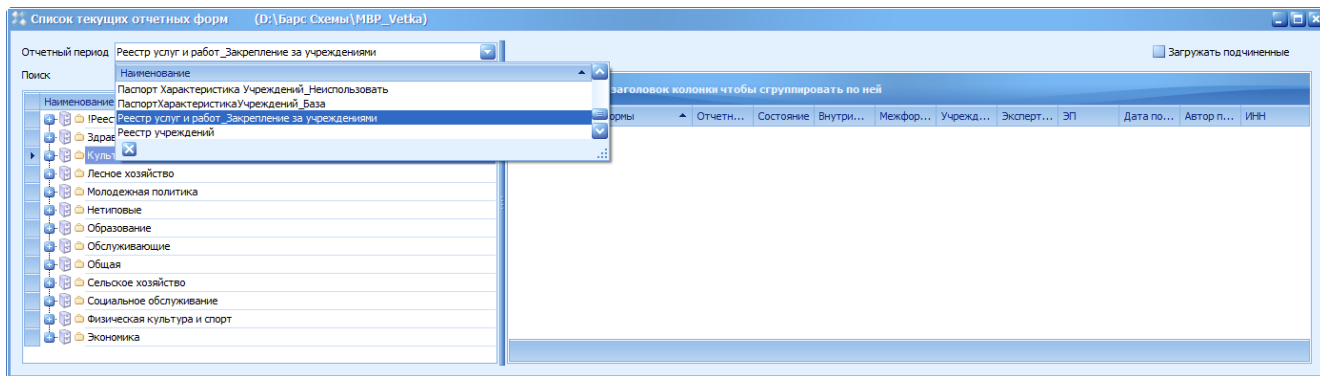 Список текущих отчетных форм (D:\Барс Схемы\MBP_Vetka)
Отчетный период Реестр услуг и работ_Закрепление за учреждениями
Загружать подчиненные
Поиск
Наименование
Паспорт Характеристика Учреждений_Неиспользовать
ПаспортХарактеристикаУчреждений_База
Реестр услуг и работ_Закрепление за учреждениями
Реестр учреждений
заголовок колонки чтобы сгруппировать по ней
Наименование
ормы Отчетн... Состояние Внутри... Межфор... Учрежд... Эксперт... ЭП Дата по... Автор п... ИНН
!Реес
Здрав
Культ
Лесное хозяйство
Молодежная политика
Нетиповые
Образование
Обслуживающие
Общая
Сельское хозяйство
Социальное обслуживание
Физическая культура и спорт
Экономика